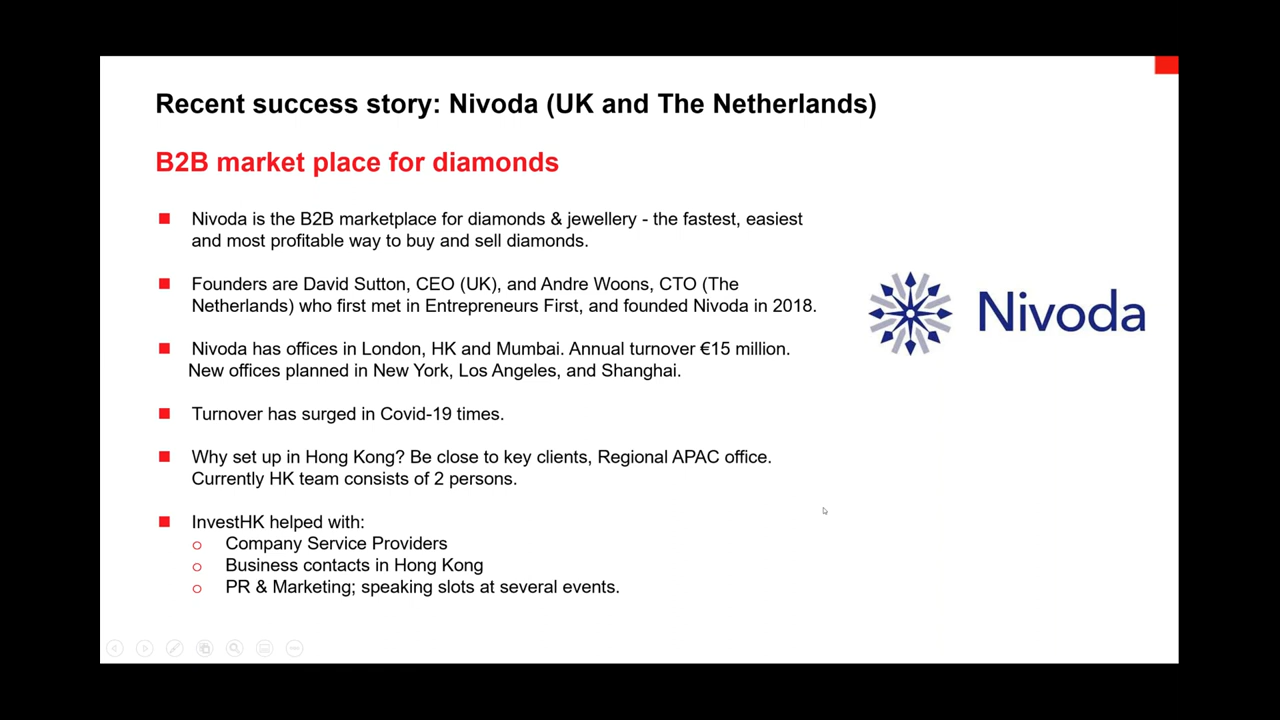 Recent success story: Nivoda (UK and The Netherlands)
B2B market place for diamonds
Nivoda is the B2B marketplace for diamonds & jewellery - the fastest, easiest
and most profitable way to buy and sell diamonds.
Founders are David Sutton, CEO (UK), and Andre Woons, CTO (The
Netherlands) who first met in Entrepreneurs First, and founded Nivoda in 2018.
Nivoda has offices in London, HK and Mumbai. Annual turnover €15 million.
New offices planned in New York, Los Angeles, and Shanghai.
Turnover has surged in Covid-19 times.
Why set up in Hong Kong? Be close to key clients, Regional APAC office.
Currently HK team consists of 2 persons.
InvestHK helped with:
Company Service Providers
Business contacts in Hong Kong
PR & Marketing; speaking slots at several events.
Nivoda